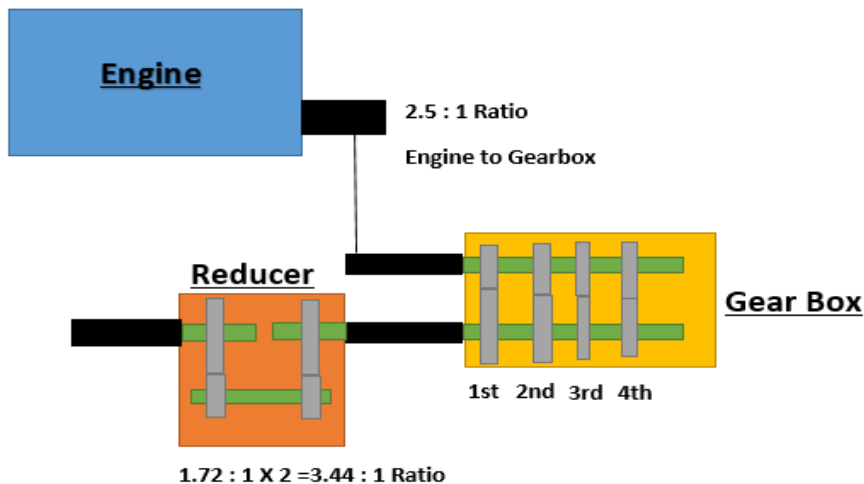 Engine
2.5 : 1 Ratio
Engine to Gearbox
Reducer
Gear Box
1st 2nd 3rd 4th
1.72 : 1 X 2 =3.44 : 1 Ratio